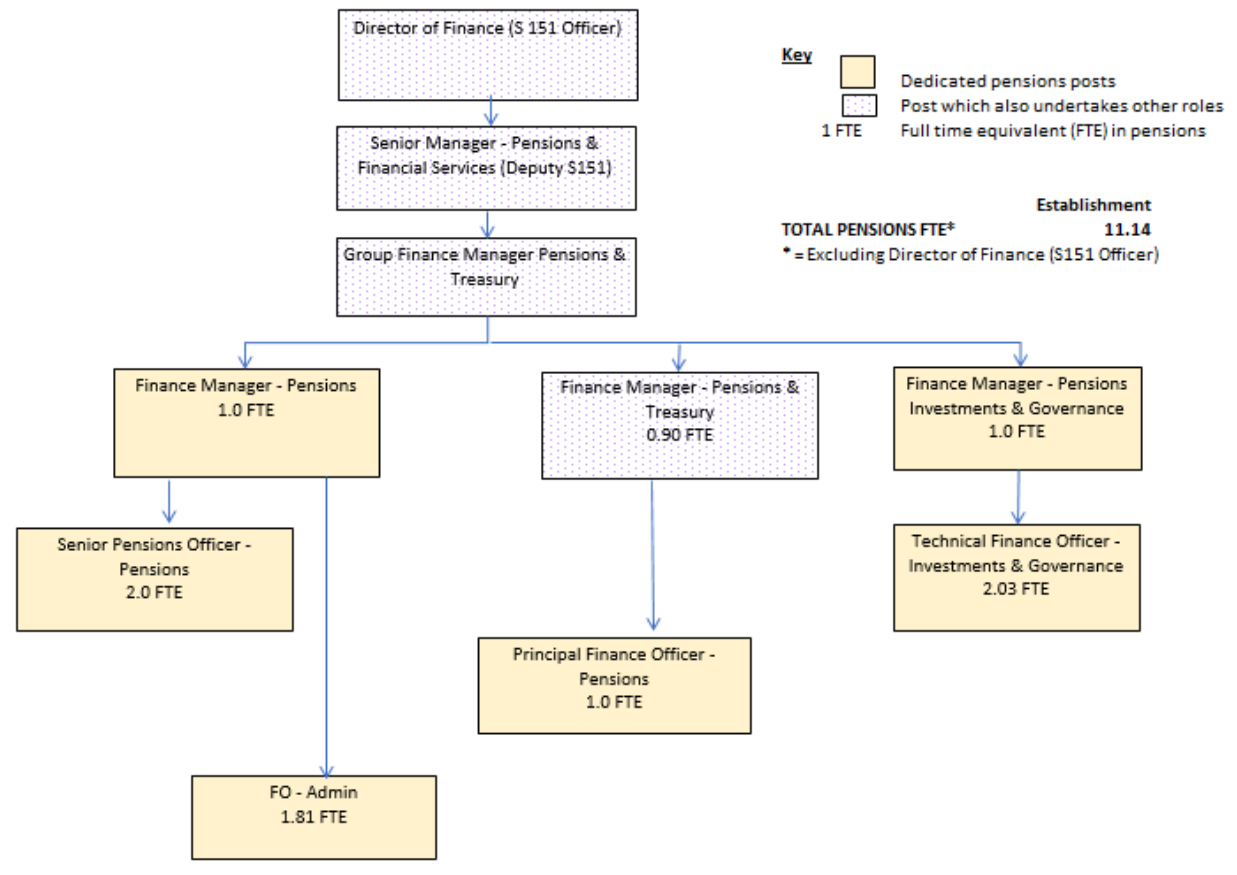 Director of Finance (S 151 Officer)
Key
Dedicated pensions posts
Post which also undertakes other roles
1 FTE Full time equivalent (FTE) in pensions
Senior Manager - Pensions &
Financial Services (Deputy S151)
Establishment
TOTAL PENSIONS FTE* 11.14
* = Excluding Director of Finance (S151 Officer)
Group Finance Manager Pensions &
Treasury
Finance Manager - Pensions
1.0 FTE
Finance Manager - Pensions &
Treasury
0.90 FTE
Finance Manager - Pensions
Investments & Governance
1.0 FTE
Senior Pensions Officer -
Pensions
2.0 FTE
Technical Finance Officer -
Investments & Governance
2.03 FTE
Principal Finance Officer -
Pensions
1.0 FTE
FO - Admin
1.81 FTE